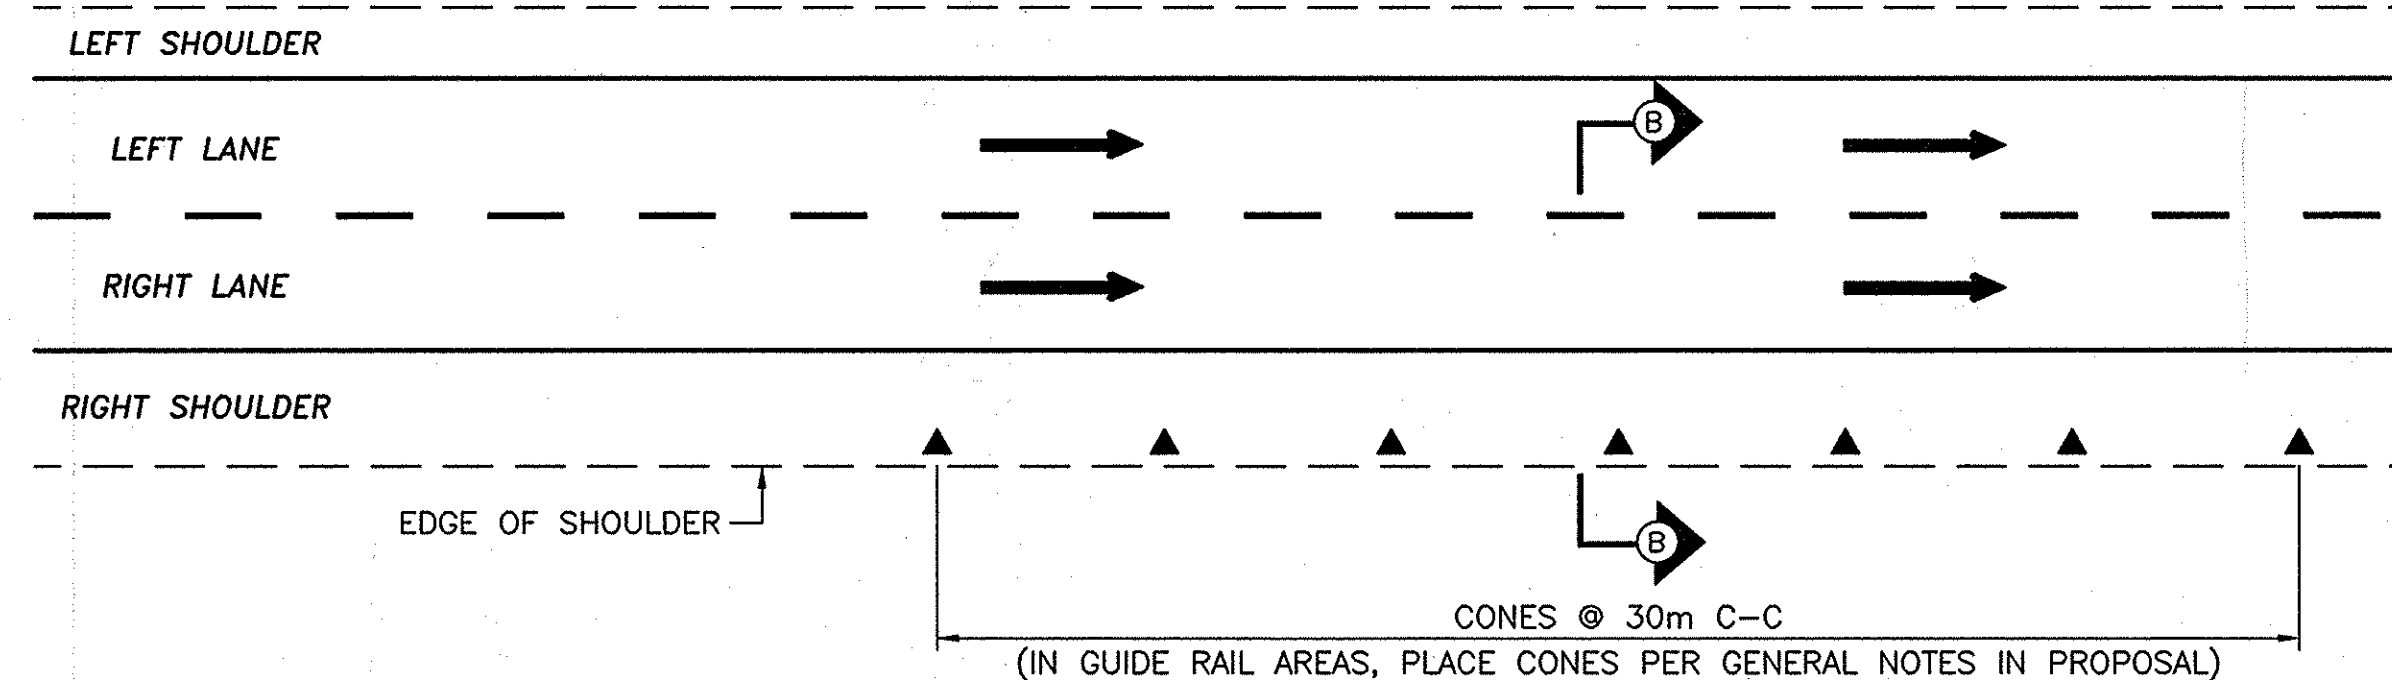 LEFT SHOULDER
B
LEFT LANE
RIGHT LANE
RIGHT SHOULDER
EDGE OF SHOULDER
B
CONES @ 30m C-C
(IN GUIDE RAIL AREAS, PLACE CONES PER GENERAL NOTES IN PROPOSAL)